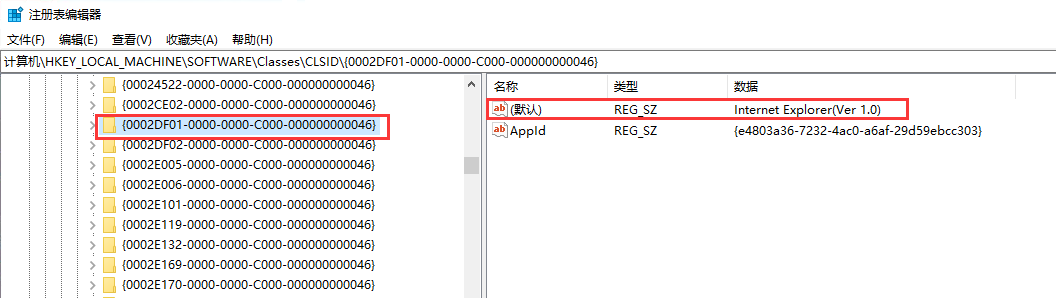 注册表编辑器
文件(F) 编辑(E) 查看(V) 收藏夹(A) 帮助(H)
计算机\HKEY_LOCAL_MACHINE\SOFTWARE\Classes\CLSID\{0002DF01-0000-0000-C000-000000000046}
{00024522-0000-0000-C000-000000000046}
{0002CE02-0000-0000-C000-000000000046}
{0002DF01-0000-0000-C000-000000000046}
{0002DF02-0000-0000-C000-000000000046}
{0002E005-0000-0000-C000-000000000046}
{0002E006-0000-0000-C000-000000000046}
{0002E101-0000-0000-C000-000000000046}
{0002E119-0000-0000-C000-000000000046}
{0002E132-0000-0000-C000-000000000046}
{0002E169-0000-0000-C000-000000000046}
{0002E170-0000-0000-C000-000000000046}
名称 类型 数据
ab (默认) REG_SZ Internet Explorer(Ver 1.0)
ab AppId REG_SZ {e4803a36-7232-4ac0-a6af-29d59ebcc303}